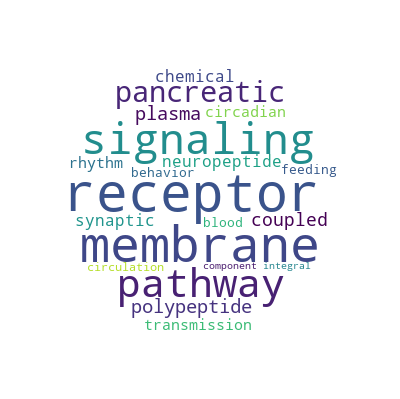 chemical
pancreatic
plasma circadian
signaling
rhythm neuropeptide feeding
behavior
receptor
synaptic blood coupled
membrane
circulation component integral
pathway
polypeptide
transmission